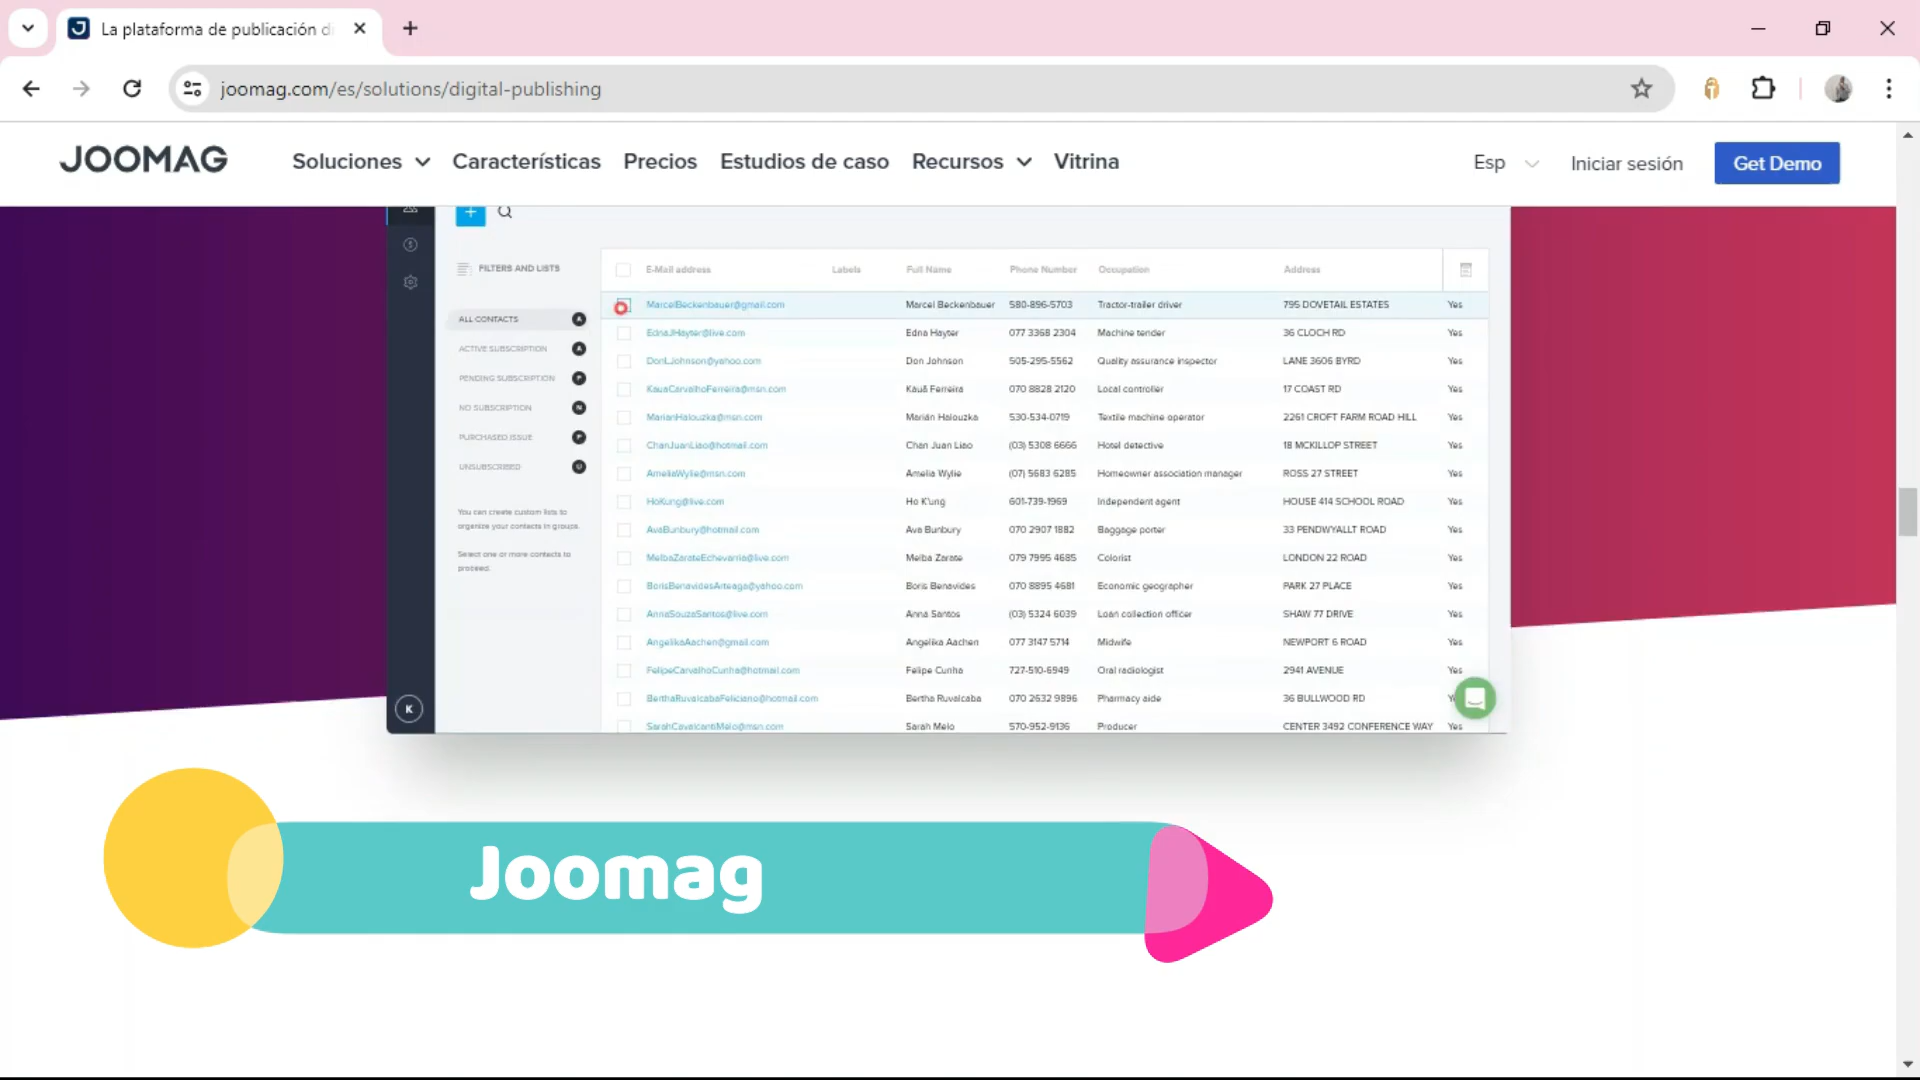 La plataforma de publicación di
joomag.com/es/solutions/digital-publishing
JOOMAG Soluciones Características Precios Estudios de caso Recursos Vitrina Esp Iniciar sesión Get Demo
FILTERS AND LISTS
ALL CONTACTS A
ACTIVE SUBSCRIPTION A
PENDING SUBSCRIPTION P
NO SUBSCRIPTION N
PURCHASED ISSUE P
UNSUBSCRIBED U
You can create custom lists to
organize your contacts in groups.
Select one or more contacts to
proceed.
K
E-Mail address Labels Full Name Phone Number Occupation Address
MarcelBeckenbauer@gmail.com Marcel Beckenbauer 580-896-5703 Tractor-trailer driver 795 DOVETAIL ESTATES Yes
EdnaJHayter@live.com Edna Hayter 077 3368 2304 Machine tender 36 CLOCH RD Yes
DonLJohnson@yahoo.com Don Johnson 505-295-5562 Quality assurance inspector LANE 3606 BYRD Yes
KauaCarvalhoFerreira@msn.com Kauã Ferreira 070 8828 2120 Local controller 17 COAST RD Yes
MarianHalouzka@msn.com Marián Halouzka 530-534-0719 Textile machine operator 2261 CROFT FARM ROAD HILL Yes
ChanJuanLiao@hotmail.com Chan Juan Liao (03) 5308 6666 Hotel detective 18 MCKILLOP STREET Yes
AmeliaWylie@msn.com Amelia Wylie (07) 5683 6285 Homeowner association manager ROSS 27 STREET Yes
HoKung@live.com Ho K'ung 601-739-1969 Independent agent HOUSE 414 SCHOOL ROAD Yes
AvaBunbury@hotmail.com Ava Bunbury 070 2907 1882 Baggage porter 33 PENDWYALLT ROAD Yes
MelbaZarateEchevarria@live.com Melba Zarate 079 7995 4685 Colorist LONDON 22 ROAD Yes
BorisBenavidesArteaga@yahoo.com Boris Benavides 070 8895 4681 Economic geographer PARK 27 PLACE Yes
AnnaSouzaSantos@live.com Anna Santos (03) 5324 6039 Loan collection officer SHAW 77 DRIVE Yes
AngelikaAachen@gmail.com Angelika Aachen 077 3147 5714 Midwife NEWPORT 6 ROAD Yes
FelipeCarvalhoCunha@hotmail.com Felipe Cunha 727-510-6949 Oral radiologist 2941 AVENUE Yes
BerthaRuvalcabaFeliciano@hotmail.com Bertha Ruvalcaba 070 2632 9896 Pharmacy aide 36 BULLWOOD RD
SarahCavalcantiMelo@msn.com Sarah Melo 570-952-9136 Producer CENTER 3492 CONFERENCE WAY Yes
Joomag